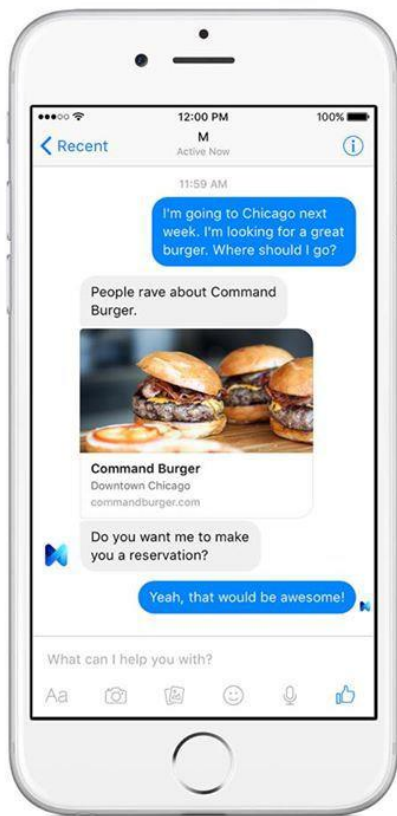 12:00 PM
100%
Recent
M
Active Now
11:59 AM
I'm going to Chicago next
week. I'm looking for a great
burger. Where should I go?
People rave about Command
Burger.
Command Burger
Downtown Chicago
commandburger.com
Do you want me to make
you a reservation?
Yeah, that would be awesome!
What can I help you with?
Aa